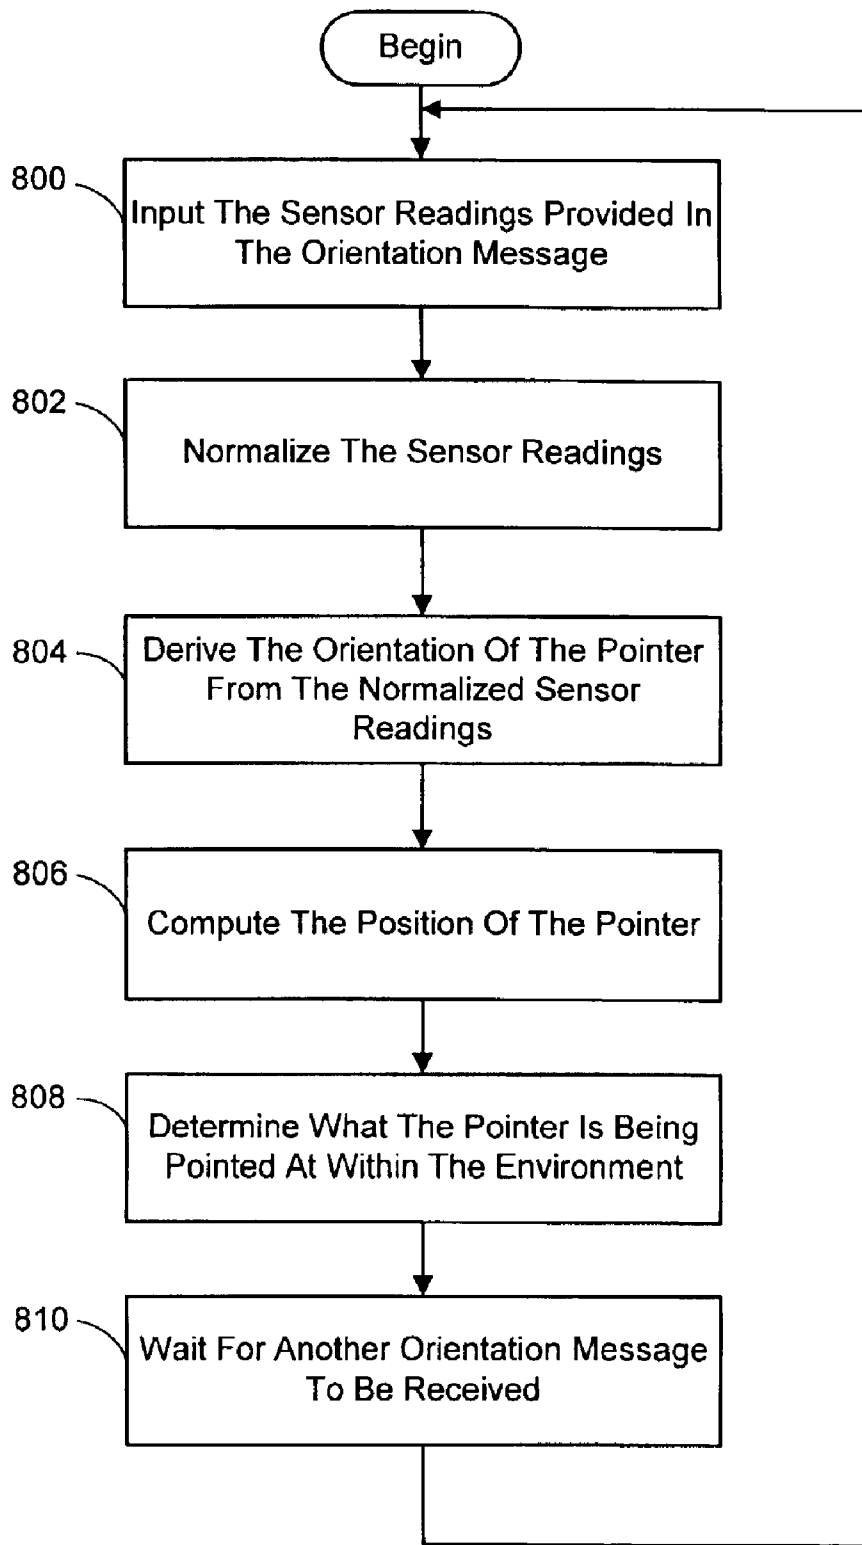 Begin
800
Input The Sensor Readings Provided In
The Orientation Message
802
Normalize The Sensor Readings
804
Derive The Orientation Of The Pointer
From The Normalized Sensor
Readings
806
Compute The Position Of The Pointer
808
Determine What The Pointer Is Being
Pointed At Within The Environment
810
Wait For Another Orientation Message
To Be Received